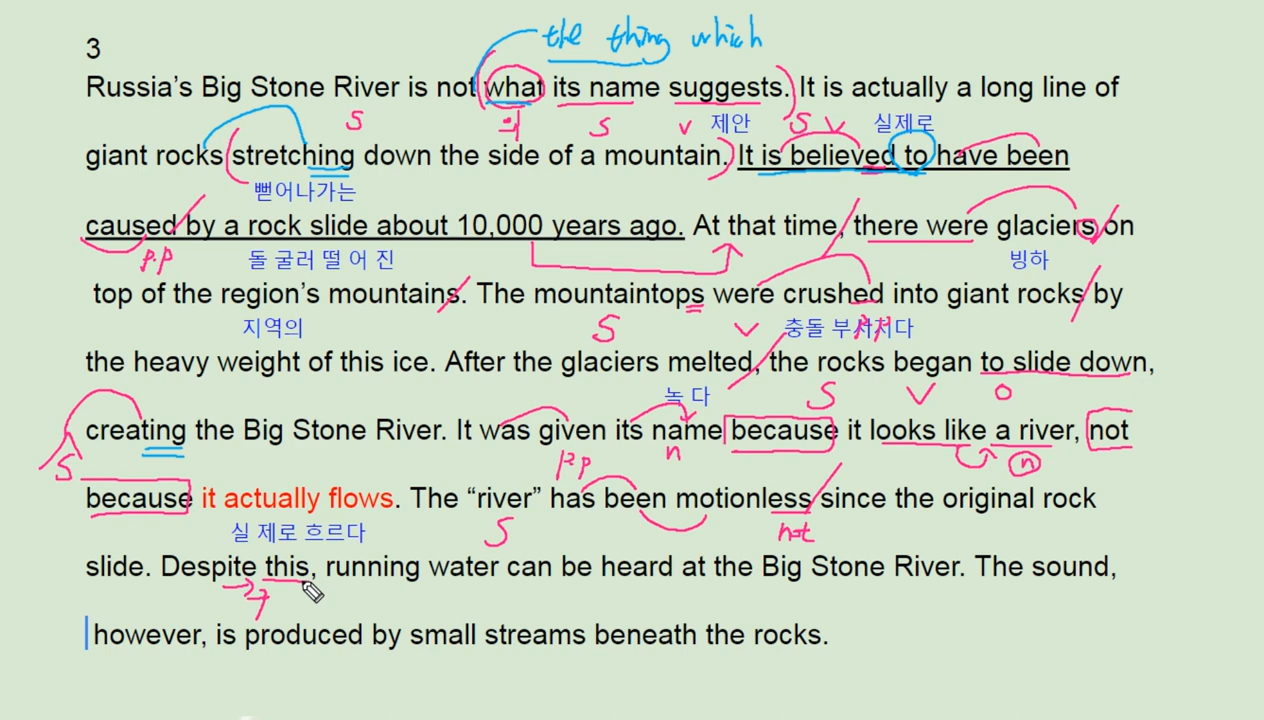 the thing which
3
Russia's Big Stone River is not what its name suggests. It is actually a long line of
S 것 S v 제안 S V 실제로
giant rocks stretching down the side of a mountain. It is believed to have been
뻗어나가는
caused by a rock slide about 10,000 years ago. At that time, there were glaciers on
p.p 돌 굴러 떨 어 진 빙하
top of the region's mountains. The mountaintops were crushed into giant rocks by
지역의 S V 충돌 부서지다
the heavy weight of this ice. After the glaciers melted, the rocks began to slide down,
녹 다 S V O
creating the Big Stone River. It was given its name because it looks like a river, not
S p.p n n
because it actually flows. The “river” has been motionless since the original rock
실 제로 흐르다 S not
slide. Despite this, running water can be heard at the Big Stone River. The sound,
however, is produced by small streams beneath the rocks.